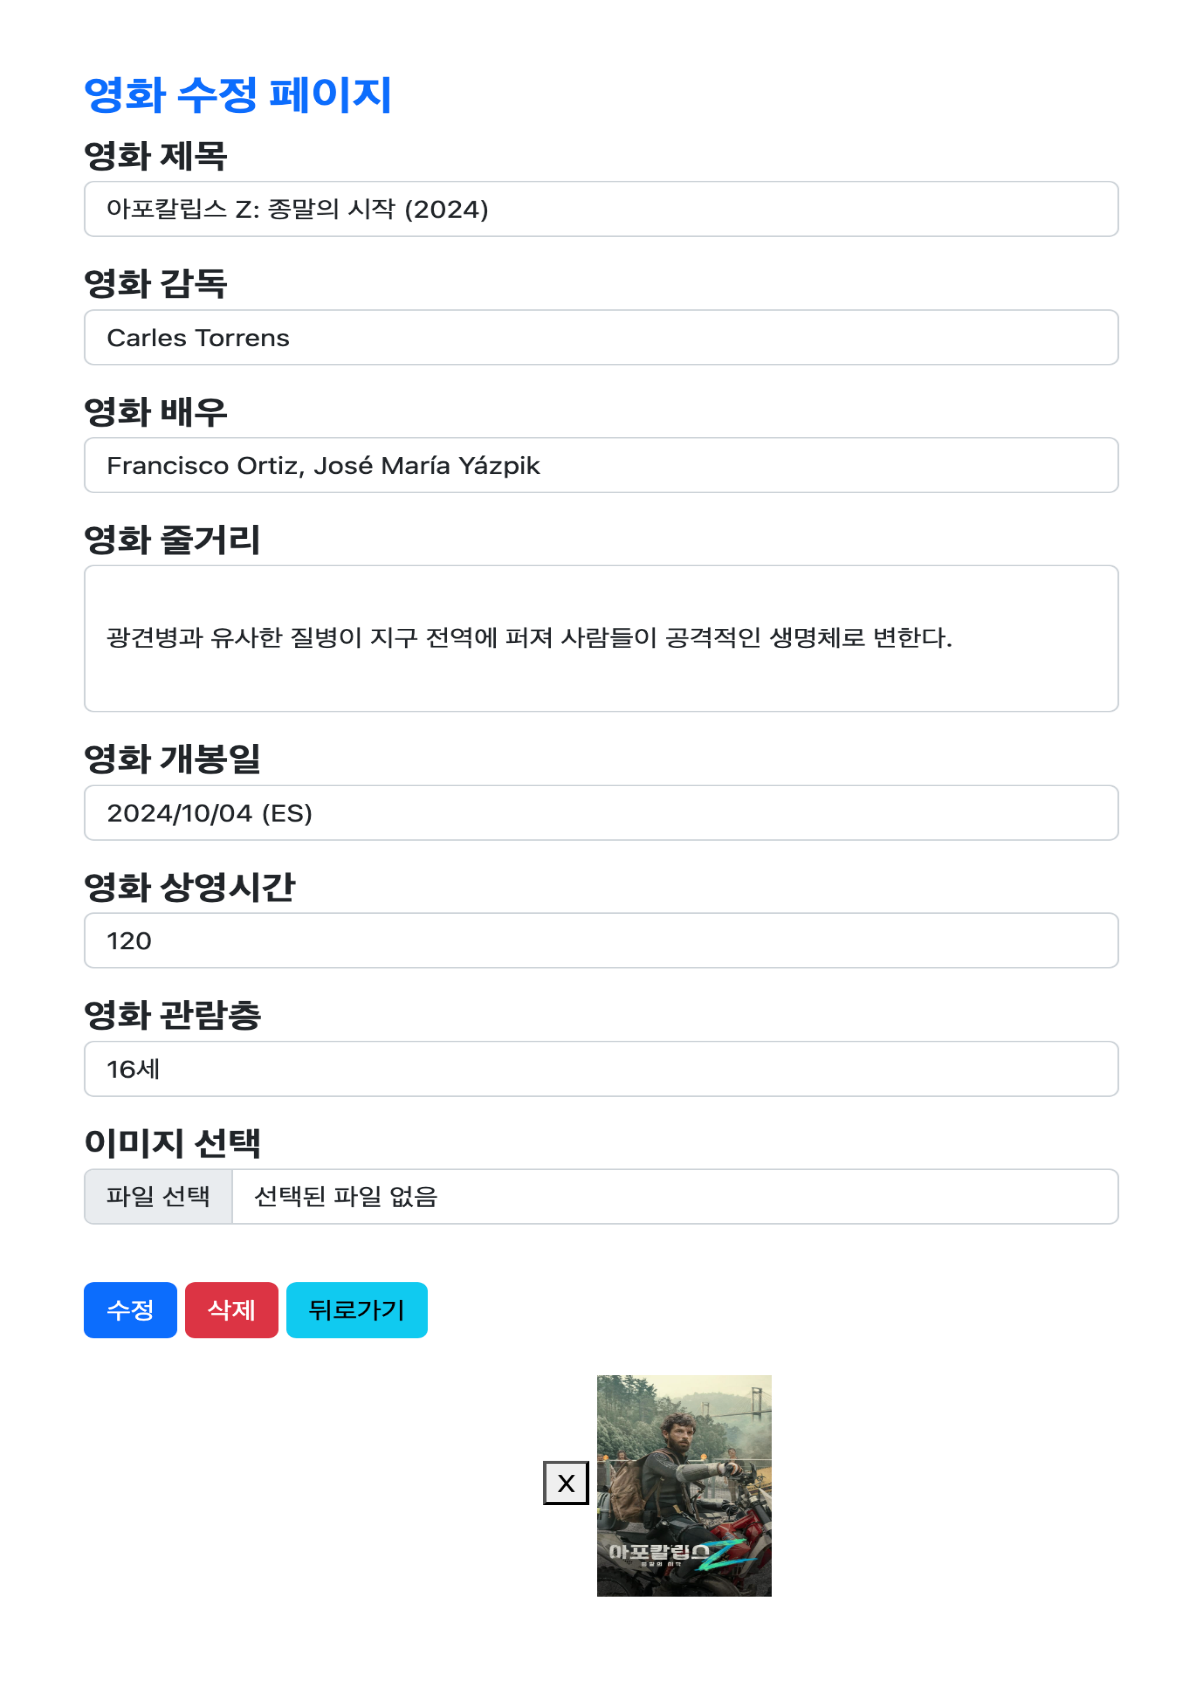 영화 수정 페이지
영화 제목
아포칼립스 Z: 종말의 시작 (2024)
영화 감독
Carles Torrens
영화 배우
Francisco Ortiz, José María Yázpik
영화 줄거리
광견병과 유사한 질병이 지구 전역에 퍼져 사람들이 공격적인 생명체로 변한다.
영화 개봉일
2024/10/04 (ES)
영화 상영시간
120
영화 관람층
16세
이미지 선택
파일 선택 선택된 파일 없음
수정 삭제 뒤로가기
X
아포칼립스 Z
종말의 시작